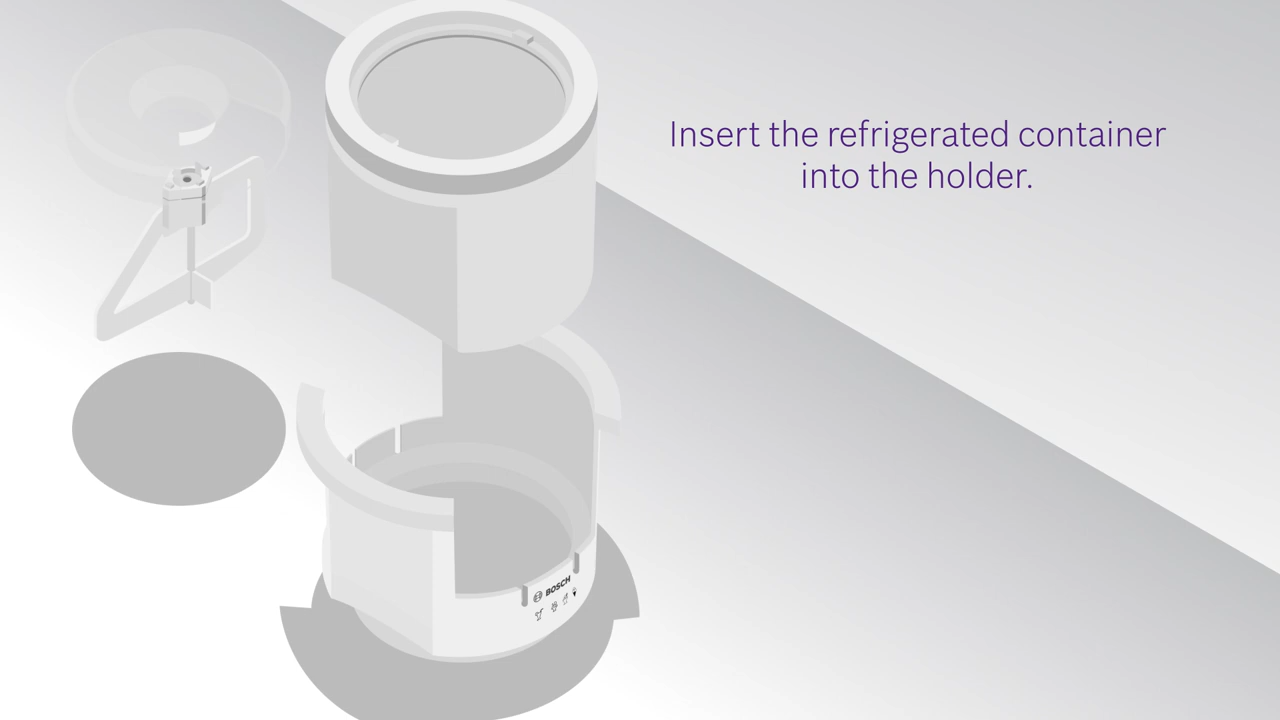 Insert the refrigerated container
into the holder.
BOSCH